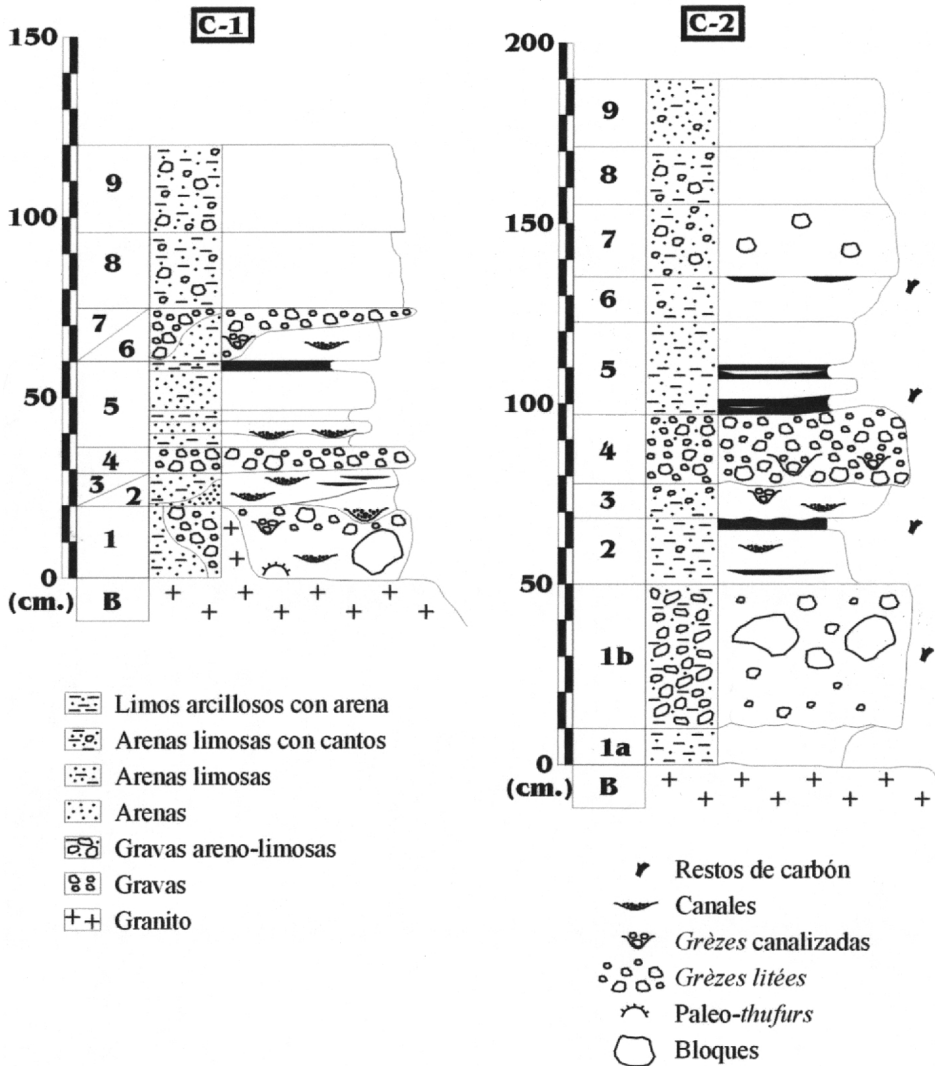 C-1
150
100
50
0
(cm.)
9
8
7
6
5
4
3
2
1
B
C-2
200
150
100
50
0
(cm.)
9
8
7
6
5
4
3
2
1b
1a
B
Limos arcillosos con arena
Arenas limosas con cantos
Arenas limosas
Arenas
Gravas areno-limosas
Gravas
Granito
Restos de carbón
Canales
Grèzes canalizadas
Grèzes litées
Paleo-thufurs
Bloques